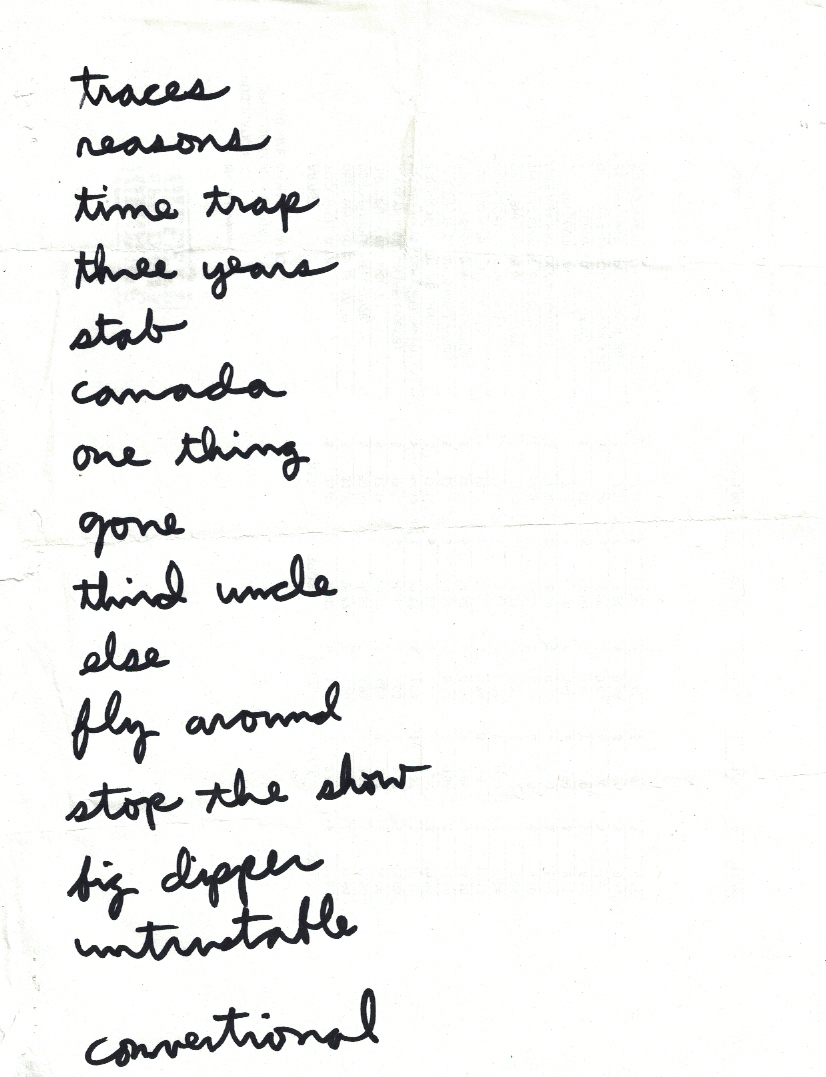 traces
reasons
time trap
three years
stab
canada
one thing
gone
third uncle
else
fly around
stop the show
big dipper
untrustable
conventional